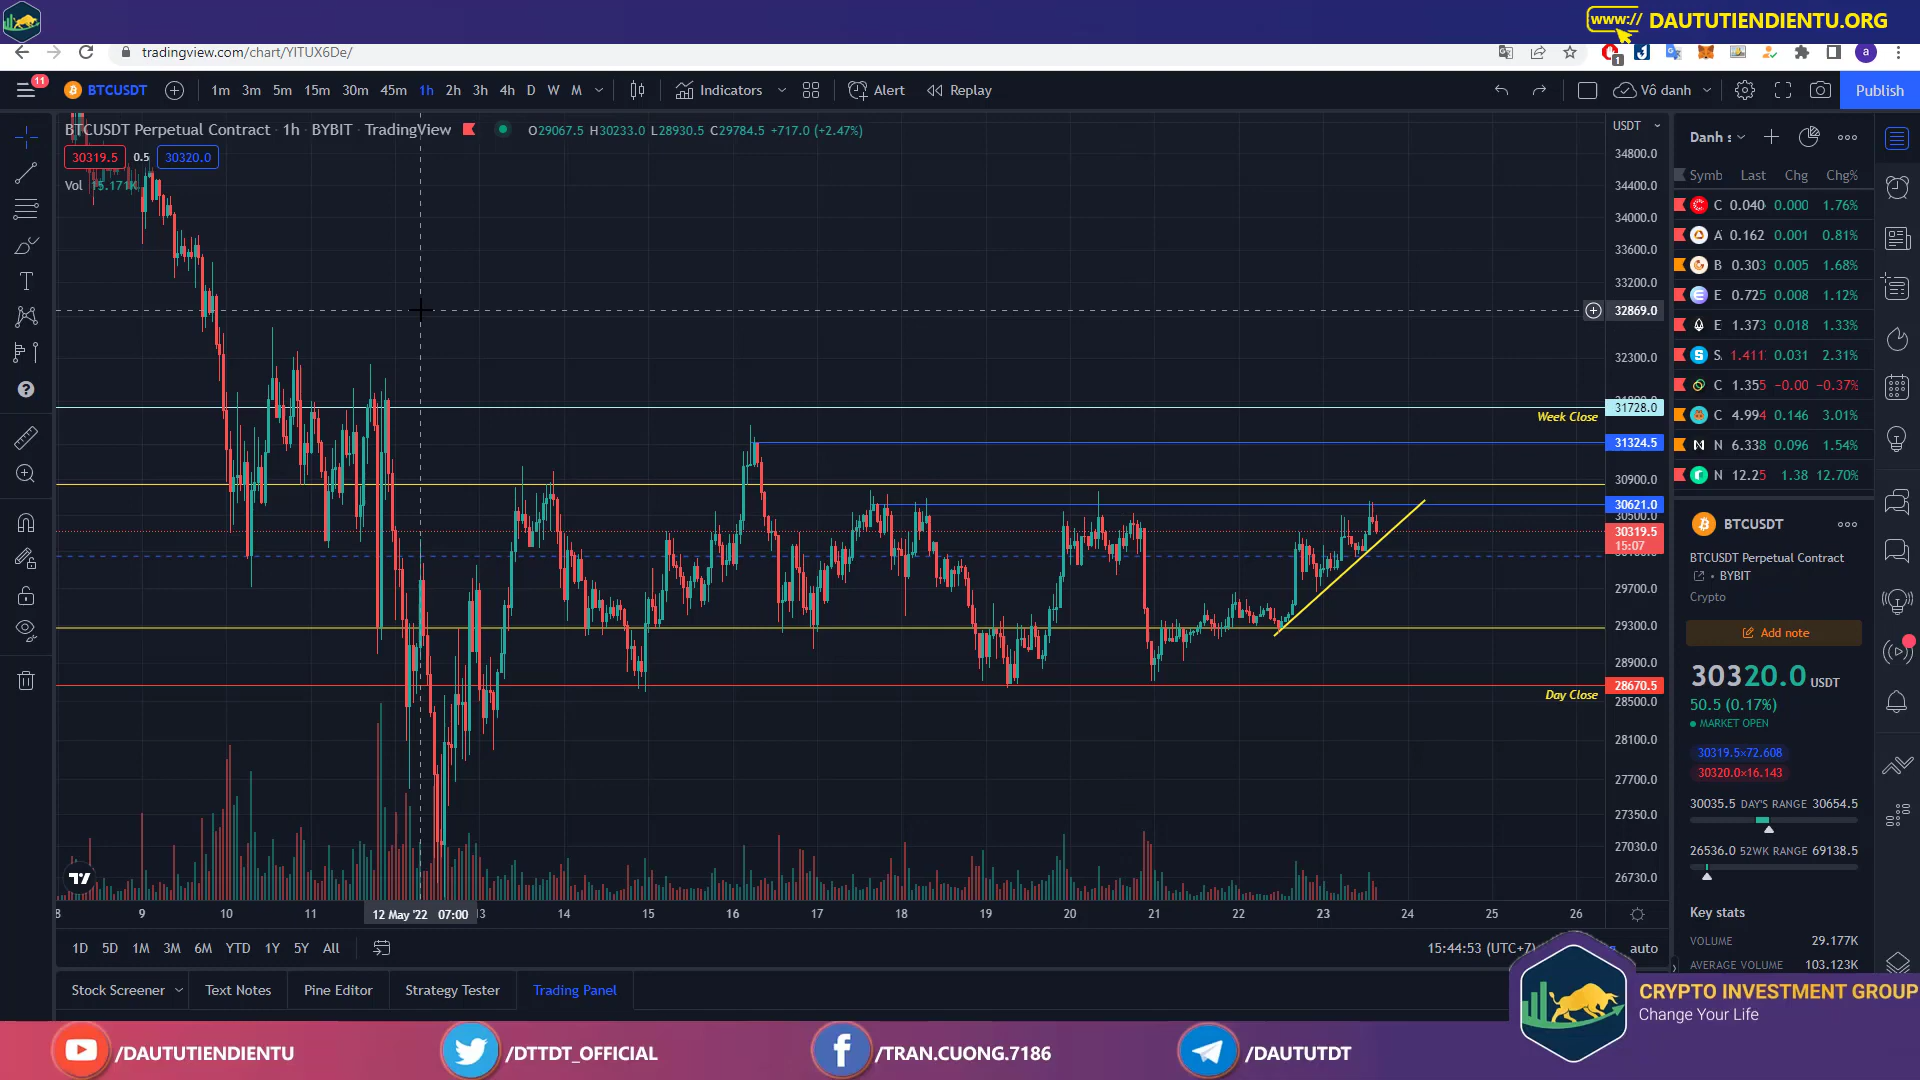 www:// DAUTUTIENDIENTU.ORG
tradingview.com/chart/YITUX6De/
11 BTCUSDT 1m 3m 5m 15m 30m 45m 1h 2h 3h 4h D W M Indicators Alert Replay Vô danh Publish
BTCUSDT Perpetual Contract · 1h · BYBIT · TradingView O29067.5 H30233.0 L28930.5 C29784.5 +717.0 (+2.47%)
30319.5 0.5 30320.0
Vol 15.171K
USDT
34800.0
34400.0
34000.0
33600.0
33200.0
32869.0
32300.0
31728.0
Week Close
31324.5
30900.0
30621.0
30500.0
30319.5
15:07
29700.0
29300.0
28900.0
28670.5
Day Close
28500.0
28100.0
27700.0
27350.0
27030.0
26730.0
8 9 10 11 12 May '22 07:00 13 14 15 16 17 18 19 20 21 22 23 24 25 26
1D 5D 1M 3M 6M YTD 1Y 5Y All 15:44:53 (UTC+7) auto
Stock Screener Text Notes Pine Editor Strategy Tester Trading Panel
Danh s
Symb Last Chg Chg%
C 0.040 0.000 1.76%
A 0.162 0.001 0.81%
B 0.303 0.005 1.68%
E 0.725 0.008 1.12%
E 1.373 0.018 1.33%
S. 1.411 0.031 2.31%
C 1.355 −0.00 −0.37%
C 4.994 0.146 3.01%
N 6.338 0.096 1.54%
N 12.25 1.38 12.70%
BTCUSDT
BTCUSDT Perpetual Contract
• BYBIT
Crypto
Add note
30320.0 USDT
50.5 (0.17%)
MARKET OPEN
30319.5×72.608
30320.0×16.143
30035.5 DAY'S RANGE 30654.5
26536.0 52WK RANGE 69138.5
Key stats
VOLUME 29.177K
AVERAGE VOLUME 103.123K
CRYPTO INVESTMENT GROUP
Change Your Life
/DAUTUTIENDIENTU /DTTDT_OFFICIAL /TRAN.CUONG.7186 /DAUTUTDT